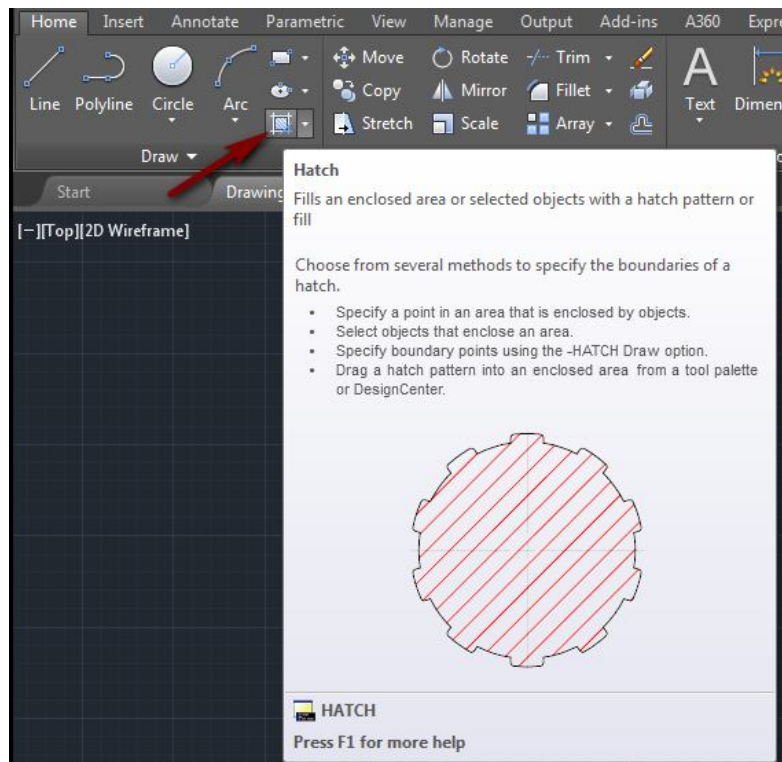 Home Insert Annotate Parametric View Manage Output Add-ins A360 Expre
Move Rotate Trim
Line Polyline Circle Arc Copy Mirror Fillet Text Dimen
Stretch Scale Array
Draw
Start Drawing
[−][Top][2D Wireframe]
Hatch
Fills an enclosed area or selected objects with a hatch pattern or
fill
Choose from several methods to specify the boundaries of a
hatch.
▪ Specify a point in an area that is enclosed by objects.
▪ Select objects that enclose an area.
▪ Specify boundary points using the -HATCH Draw option.
▪ Drag a hatch pattern into an enclosed area from a tool palette
or DesignCenter.
HATCH
Press F1 for more help